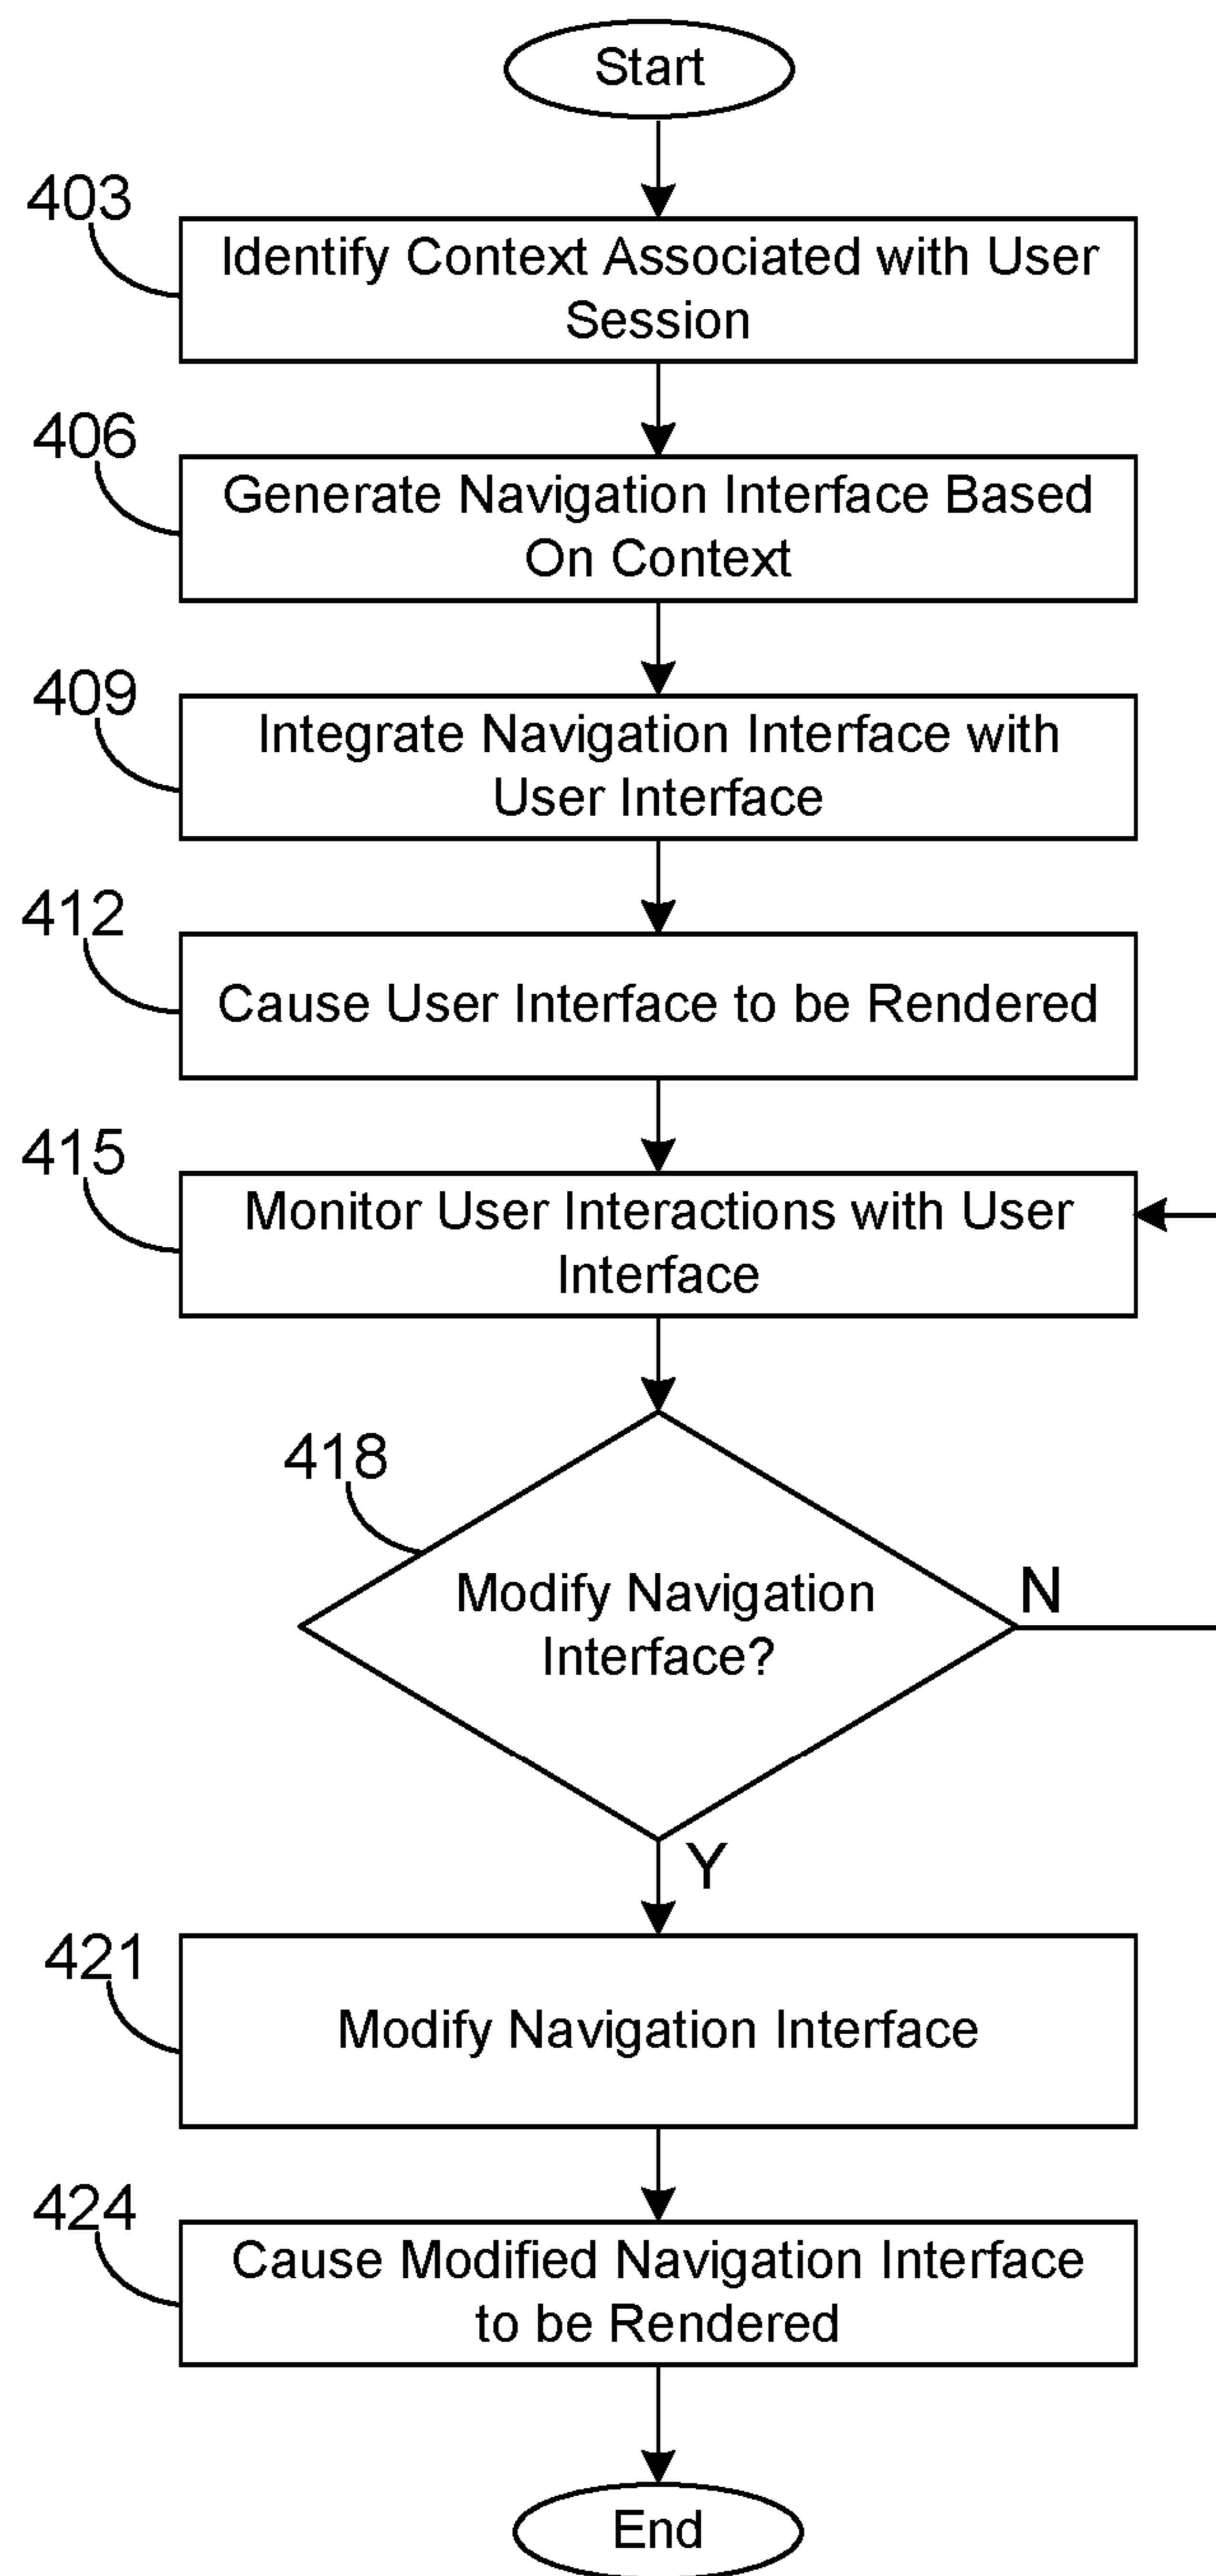 Start
403
Identify Context Associated with User
Session
406
Generate Navigation Interface Based
On Context
409
Integrate Navigation Interface with
User Interface
412
Cause User Interface to be Rendered
415
Monitor User Interactions with User
Interface
418
Modify Navigation
Interface?
N
Y
421
Modify Navigation Interface
424
Cause Modified Navigation Interface
to be Rendered
End